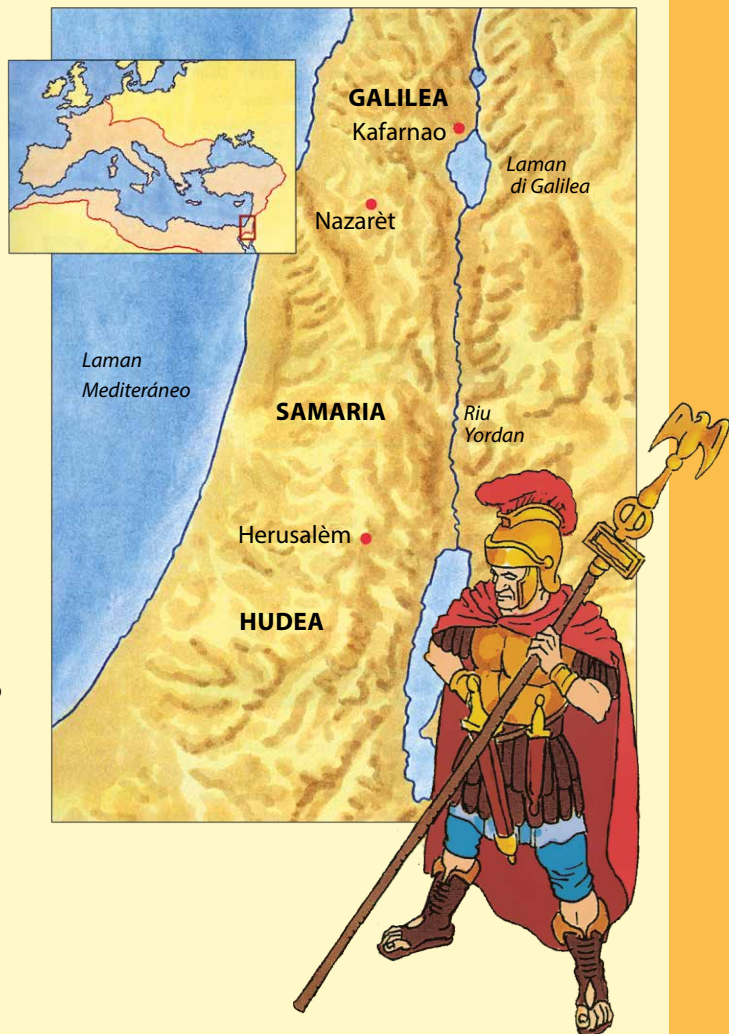 GALILEA
Kafarnao
Laman
di Galilea
Nazarèt
Laman
Mediteráneo
SAMARIA
Riu
Yordan
Herusalèm
HUDEA